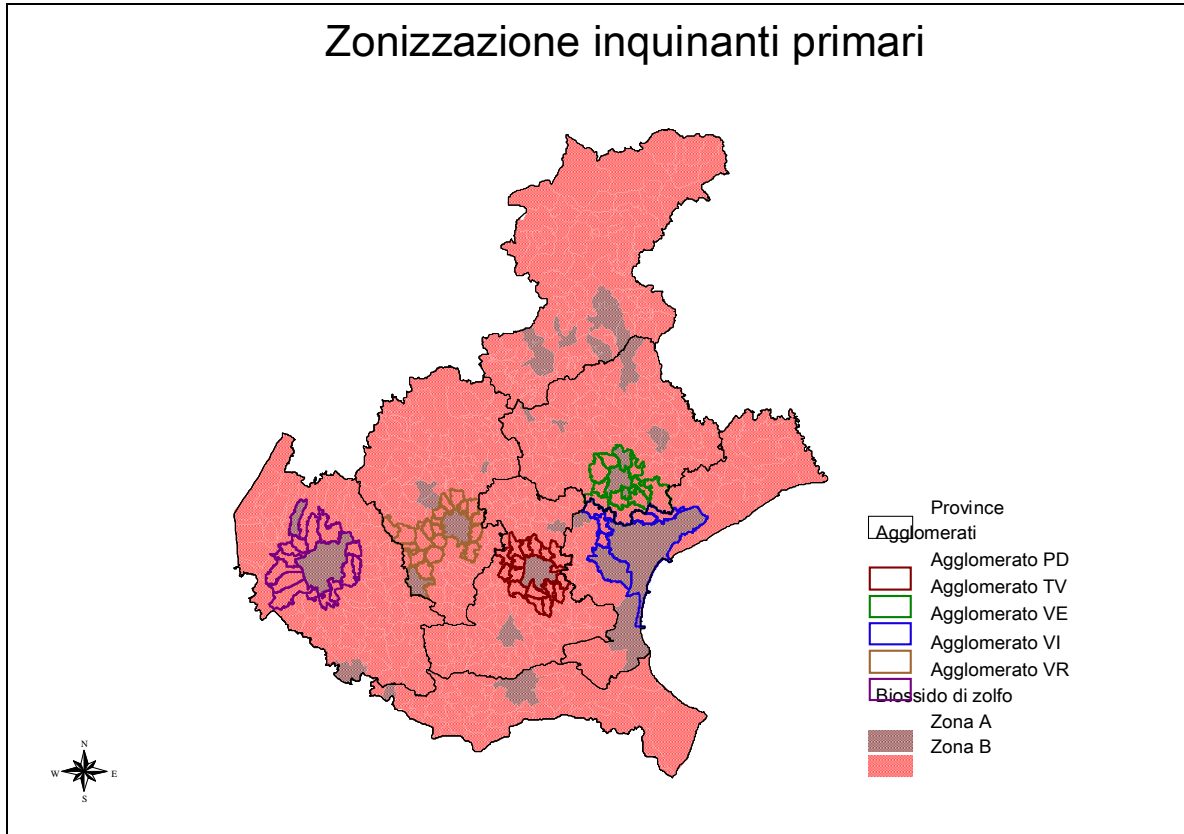 Zonizzazione inquinanti primari
Province
Agglomerati
Agglomerato PD
Agglomerato TV
Agglomerato VE
Agglomerato VI
Agglomerato VR
Biossido di zolfo
Zona A
Zona B
N
W E
S